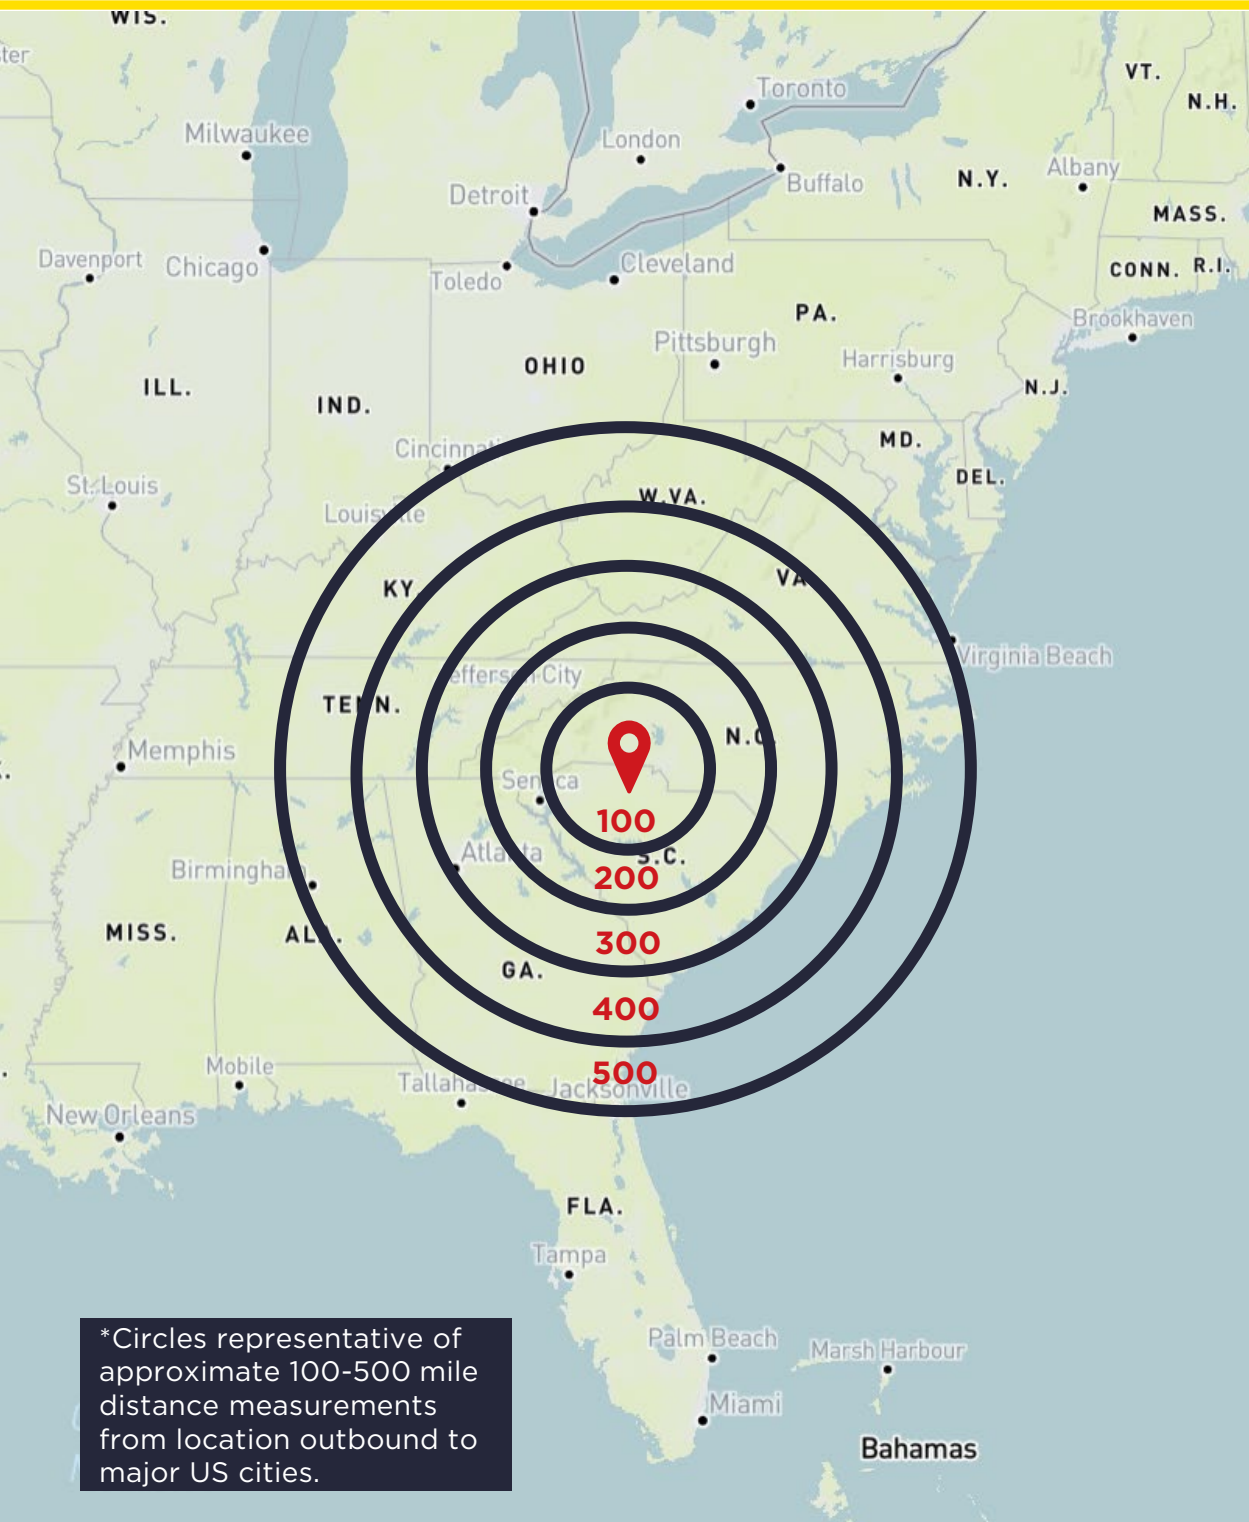 WIS.
VT.
Toronto
N.H.
Milwaukee
London
Albany
N.Y.
Buffalo
Detroit
MASS.
Davenport
Chicago
Cleveland
CONN.
R.I.
Toledo
PA.
Brookhaven
Pittsburgh
Harrisburg
OHIO
ILL.
N.J.
IND.
MD.
DEL.
St. Louis
W.VA.
KY
VA
Virginia Beach
Memphis
Atlanta
S.C.
MISS.
GA.
100
200
300
400
500
Mobile
Jacksonville
New Orleans
FLA.
Tampa
Palm Beach
Marsh Harbour
Miami
Bahamas
*Circles representative of
approximate 100-500 mile
distance measurements
from location outbound to
major US cities.